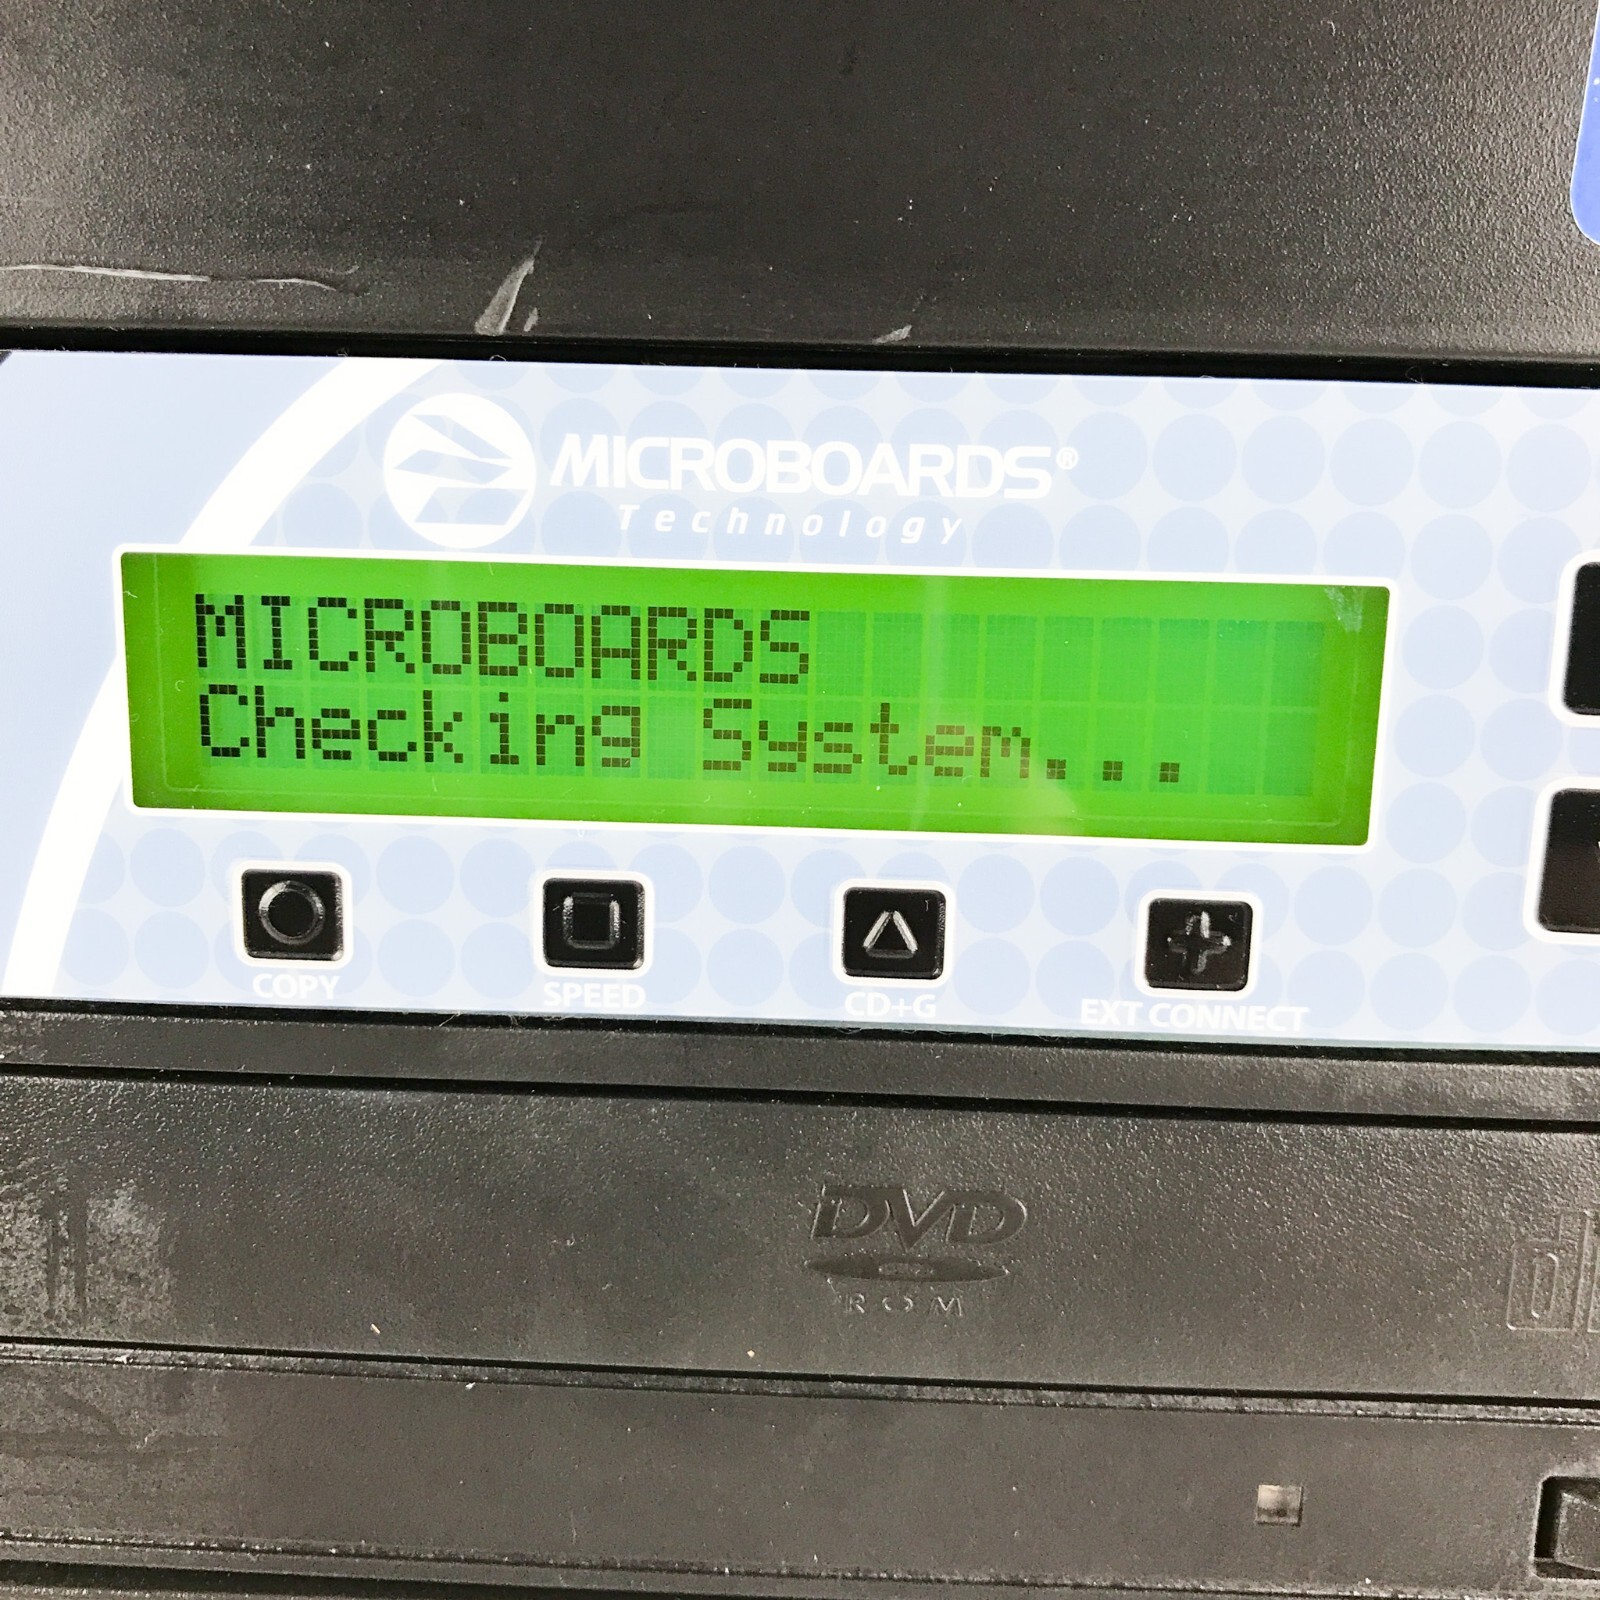 MICROBOARDS®
Technology
MICROBOARDS
Checking System...
COPY
SPEED
CD+G
EXT CONNECT
DVD
ROM